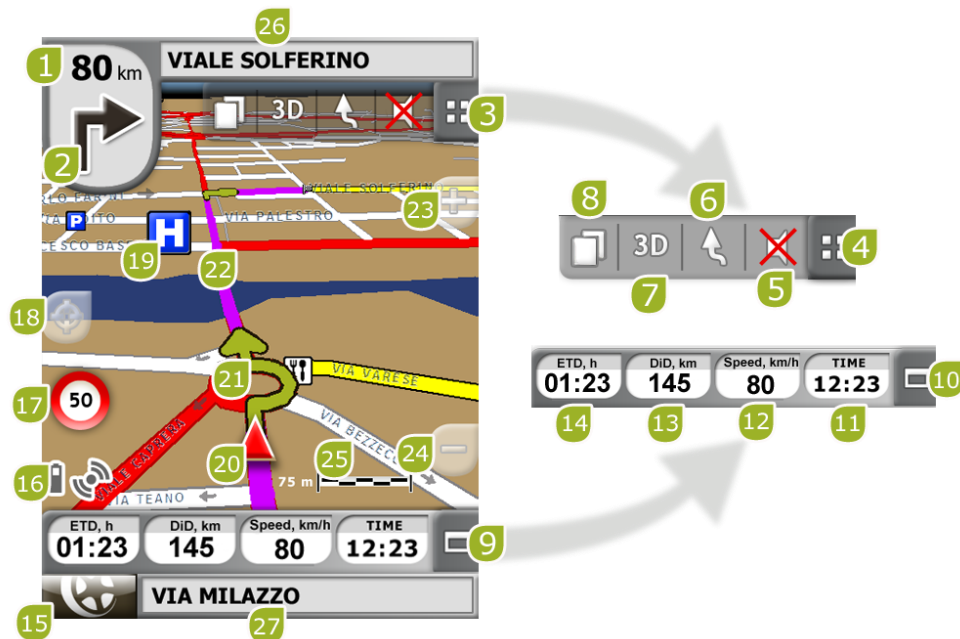 26
VIALE SOLFERINO
1
80 km
2
3D
3
VIALE SOLFERINO
23
P
VIA PALESTRO
H
19
22
18
21
17
50
VIA VARESE
VIALE CAPRERA
VIA BEZZECC
20
25
24
75 m
16
VIA TEANO
ETD, h
01:23
DiD, km
145
Speed, km/h
80
TIME
12:23
9
15
VIA MILAZZO
27
8
6
3D
4
7
5
ETD, h
01:23
DiD, km
145
Speed, km/h
80
TIME
12:23
10
14
13
12
11